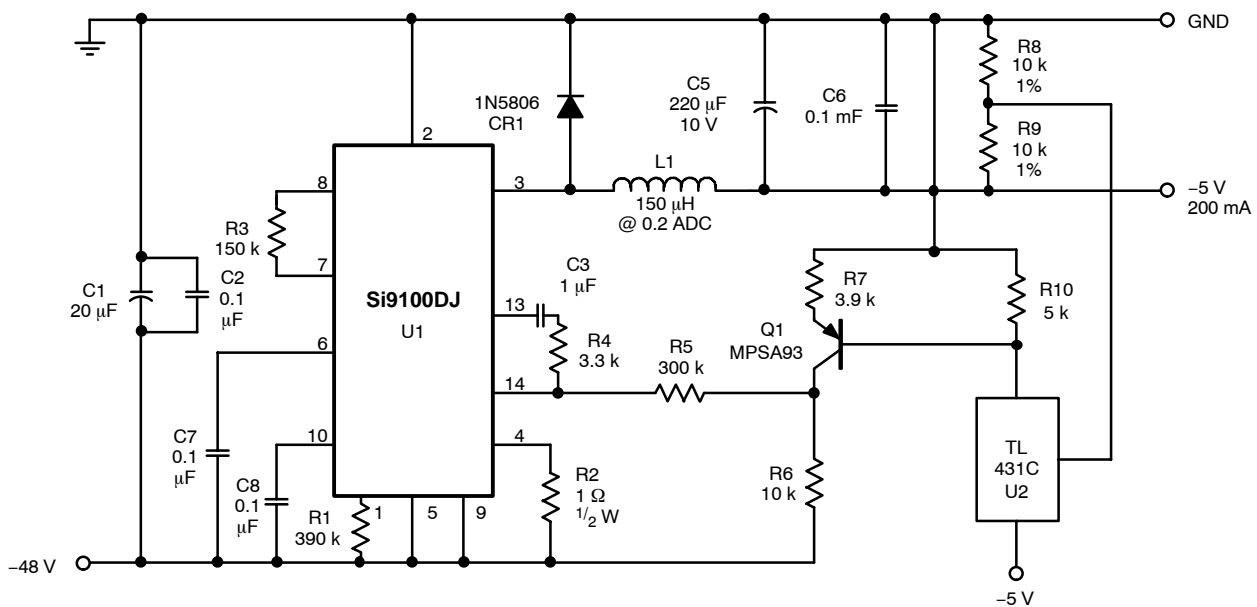 GND
R8
10 k
1%
C5
220 μF
10 V
C6
0.1 mF
1N5806
CR1
2
R9
10 k
1%
L1
8
3
−5 V
200 mA
150 μH
@ 0.2 ADC
R3
150 k
C3
1 μF
7
C1
20 μF
C2
0.1
μF
Si9100DJ
U1
13
R7
3.9 k
R10
5 k
R4
3.3 k
Q1
MPSA93
6
R5
300 k
14
C7
0.1
μF
10
4
TL
431C
U2
C8
0.1
μF
R2
1 Ω
1/2 W
R6
10 k
R1
390 k
1
5
9
−48 V
−5 V